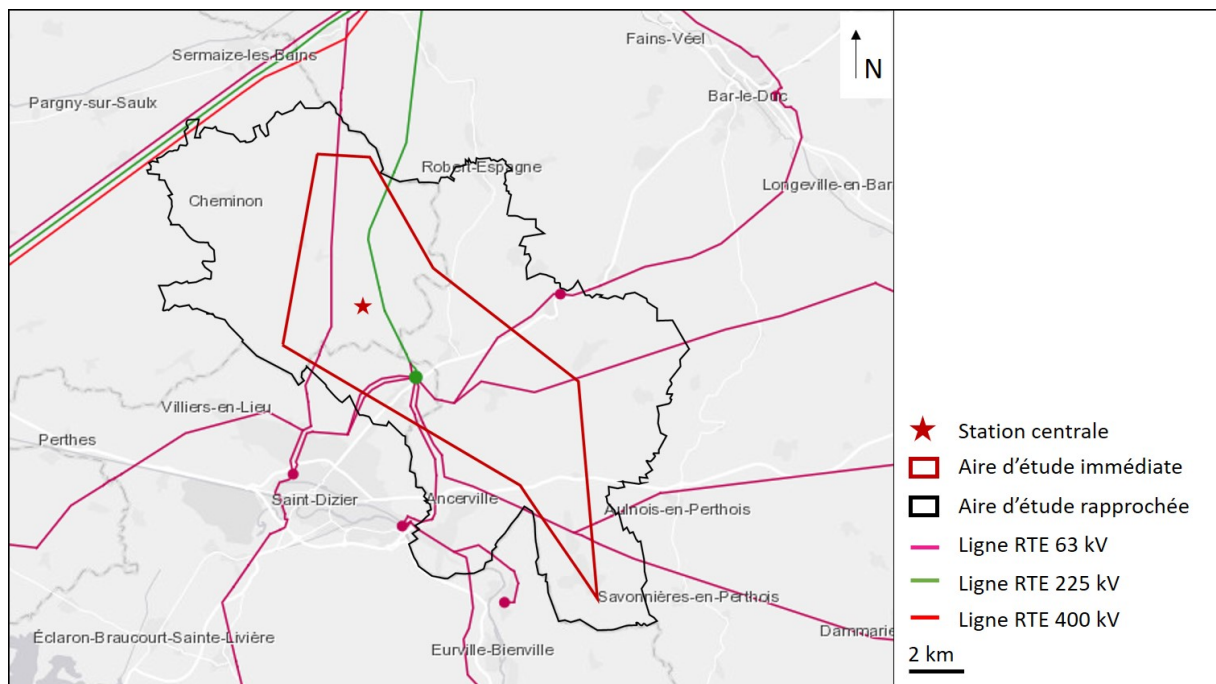 Sermaize-les-Bains
Fains-Véel
N
Pargny-sur-Saulx
Bar-le-Duc
Robert-Espagne
Longeville-en-Bar
Cheminon
Villiers-en-Lieu
Perthes
Saint-Dizier
Ancerville
Aulnois-en-Perthois
Savonnières-en-Perthois
Éclaron-Braucourt-Sainte-Livière
Eurville-Bienville
Dammarie
Station centrale
Aire d'étude immédiate
Aire d'étude rapprochée
Ligne RTE 63 kV
Ligne RTE 225 kV
Ligne RTE 400 kV
2 km